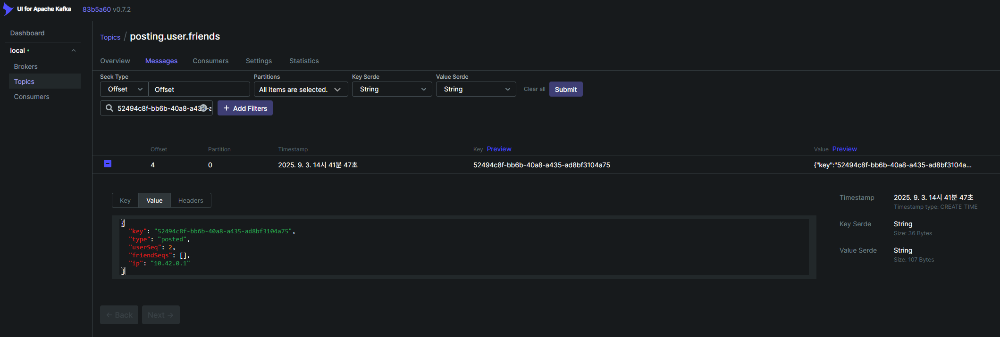 UI for Apache Kafka 83b5a60 v0.7.2
Dashboard
local
Brokers
Topics
Consumers
Topics / posting.user.friends
Overview Messages Consumers Settings Statistics
Seek Type Partitions Key Serde Value Serde
Offset Offset All items are selected. String String Clear all Submit
52494c8f-bb6b-40a8-a435-a + Add Filters
Offset Partition Timestamp Key Preview Value Preview
4 0 2025. 9. 3. 14시 41분 47초 52494c8f-bb6b-40a8-a435-ad8bf3104a75 {"key":"52494c8f-bb6b-40a8-a435-ad8bf3104a...
Key Value Headers
{
"key": "52494c8f-bb6b-40a8-a435-ad8bf3104a75",
"type": "posted",
"userSeq": 2,
"friendSeqs": [],
"ip": "10.42.0.1"
}
Timestamp 2025. 9. 3. 14시 41분 47초
Timestamp type: CREATE_TIME
Key Serde String
Size: 36 Bytes
Value Serde String
Size: 107 Bytes
← Back Next →